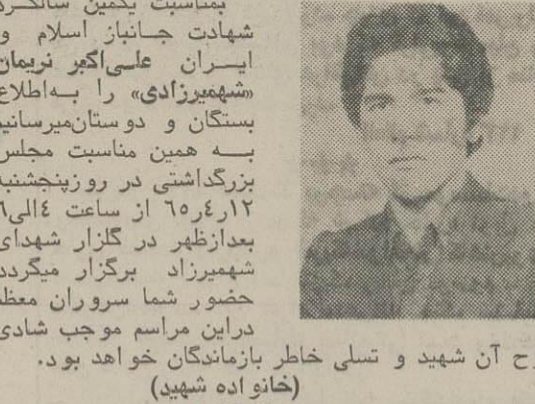 بمناسبت یکمین سالگرد
شهادت جانباز اسلام و
ایران علی‌اکبر نریمان
«شهمیرزادی» را به‌اطلاع
بستگان و دوستان‌میرسانیم
به همین مناسبت مجلس
بزرگداشتی در روزپنجشنبه
۱۲ر۴ر۶۵ از ساعت ۴الی۶
بعدازظهر در گلزار شهدای
شهمیرزاد برگزار میگردد
حضور شما سروران معظم
دراین مراسم موجب شادی
آن شهید و تسلی خاطر بازماندگان خواهد بود.
(خانواده شهید)